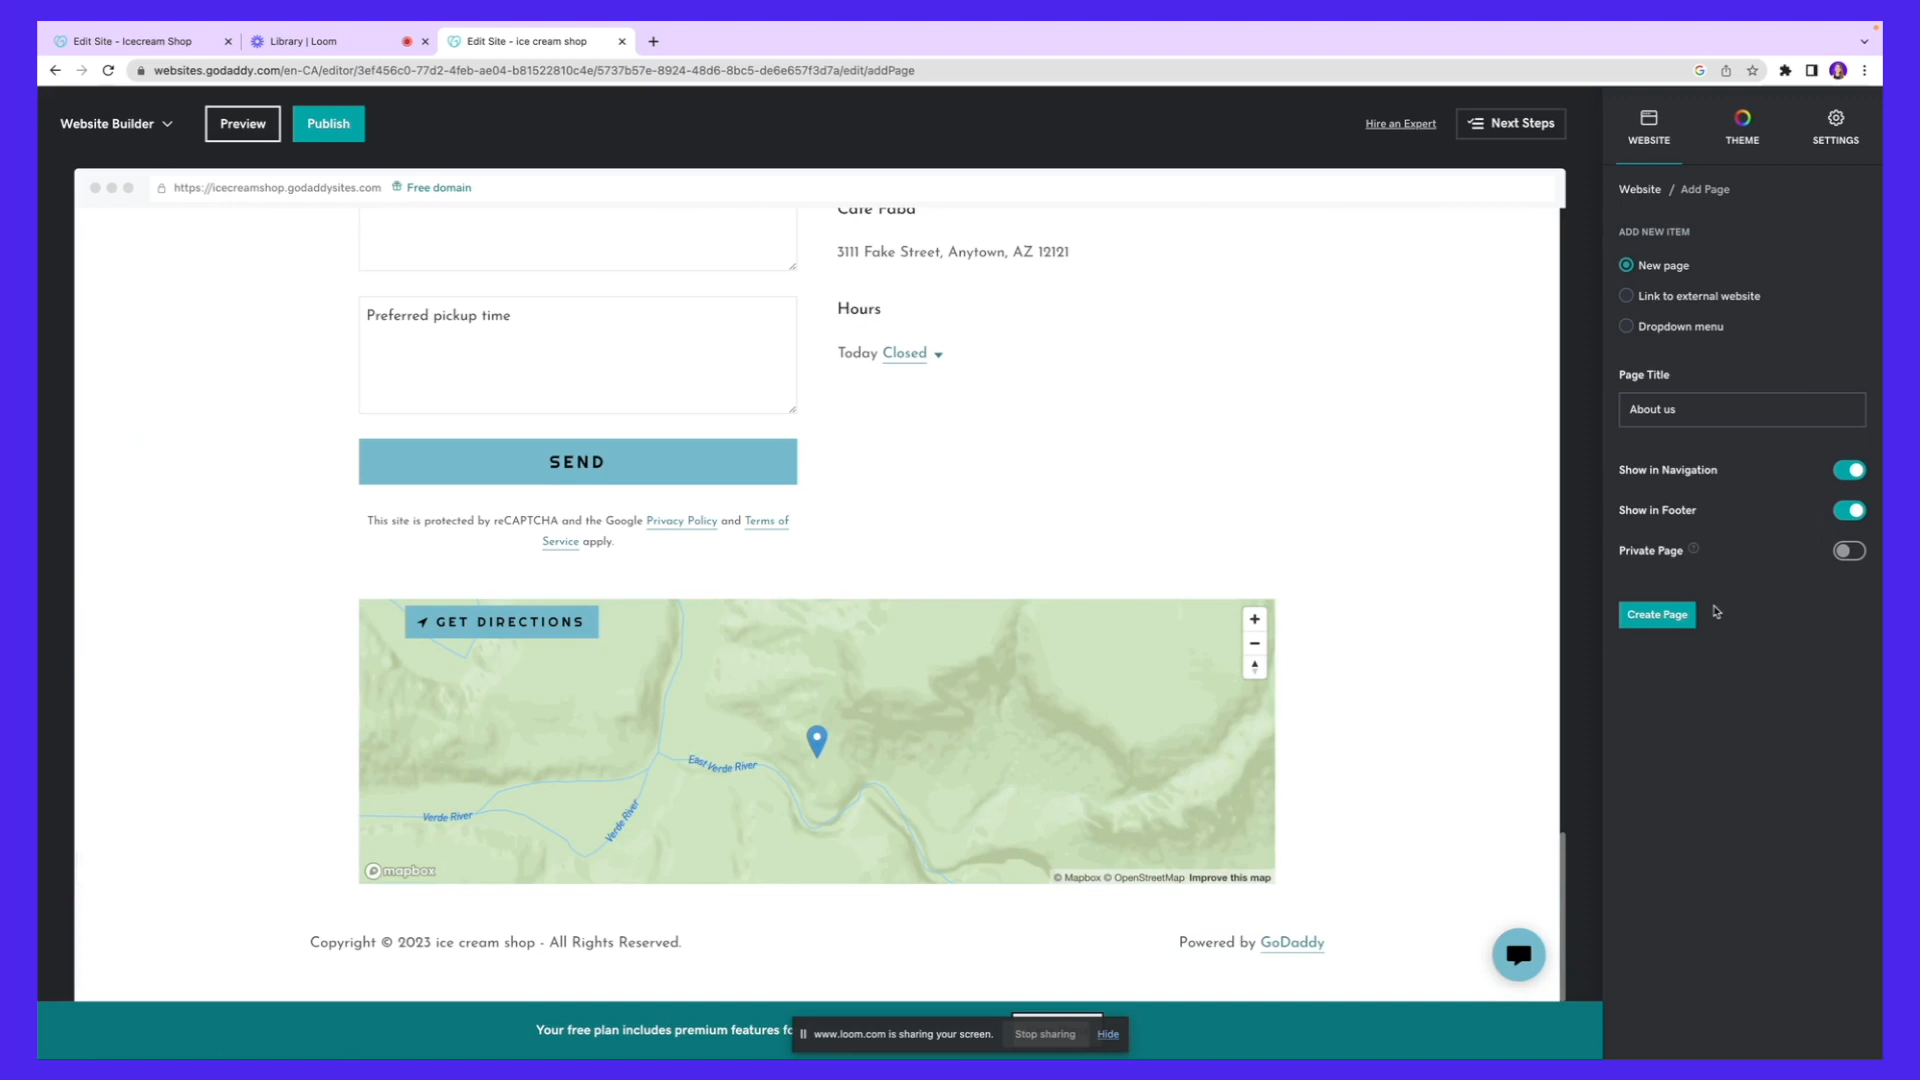 Edit Site - Icecream Shop
Library | Loom
Edit Site - ice cream shop
websites.godaddy.com/en-CA/editor/3ef456c0-77d2-4feb-ae04-b81522810c4e/5737b57e-8924-48d6-8bc5-de6e657f3d7a/edit/addPage
Website Builder
Preview
Publish
Hire an Expert
Next Steps
https://icecreamshop.godaddysites.com
Free domain
Cafe Faba
3111 Fake Street, Anytown, AZ 12121
Preferred pickup time
Hours
Today Closed
SEND
This site is protected by reCAPTCHA and the Google Privacy Policy and Terms of
Service apply.
GET DIRECTIONS
East Verde River
Verde River
Verde River
mapbox
© Mapbox © OpenStreetMap Improve this map
Copyright © 2023 ice cream shop - All Rights Reserved.
Powered by GoDaddy
WEBSITE
THEME
SETTINGS
Website / Add Page
ADD NEW ITEM
New page
Link to external website
Dropdown menu
Page Title
About us
Show in Navigation
Show in Footer
Private Page
Create Page
Your free plan includes premium features
www.loom.com is sharing your screen.
Stop sharing
Hide